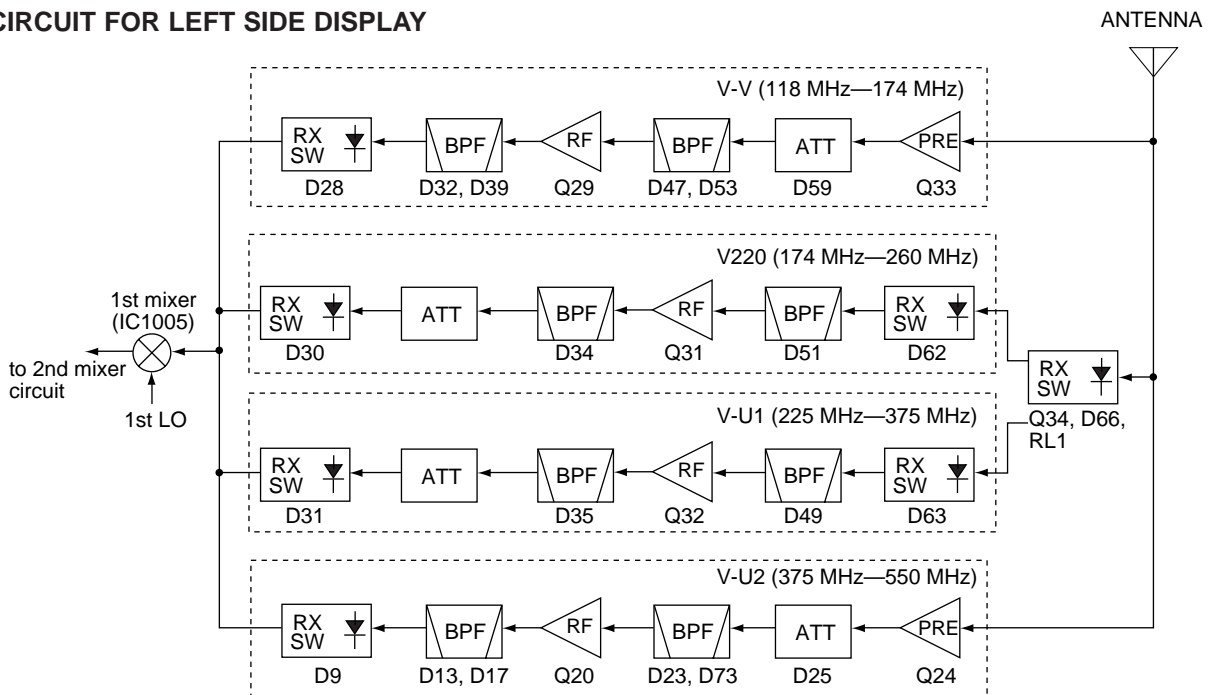 CIRCUIT FOR LEFT SIDE DISPLAY
ANTENNA
V-V (118 MHz—174 MHz)
RX
SW
BPF
RF
BPF
ATT
PRE
D28
D32, D39
Q29
D47, D53
D59
Q33
V220 (174 MHz—260 MHz)
1st mixer
(IC1005)
RX
SW
ATT
BPF
RF
BPF
RX
SW
D30
D34
Q31
D51
D62
to 2nd mixer
circuit
1st LO
RX
SW
Q34, D66,
RL1
V-U1 (225 MHz—375 MHz)
RX
SW
ATT
BPF
RF
BPF
RX
SW
D31
D35
Q32
D49
D63
V-U2 (375 MHz—550 MHz)
RX
SW
BPF
RF
BPF
ATT
PRE
D9
D13, D17
Q20
D23, D73
D25
Q24